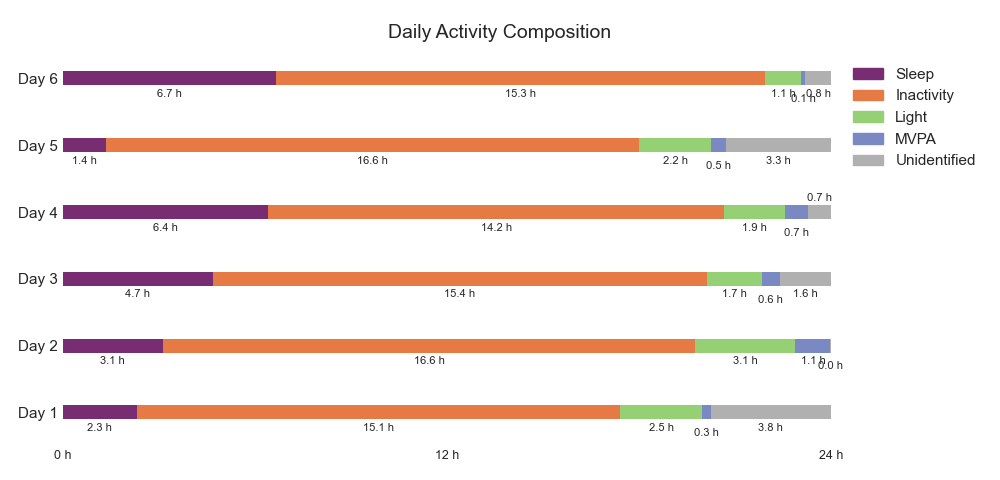 Daily Activity Composition
Day 6
6.7 h
15.3 h
1.1 h
0.1 h
0.8 h
Day 5
1.4 h
16.6 h
2.2 h
0.5 h
3.3 h
Day 4
6.4 h
14.2 h
1.9 h
0.7 h
0.7 h
Day 3
4.7 h
15.4 h
1.7 h
0.6 h
1.6 h
Day 2
3.1 h
16.6 h
3.1 h
1.1 h
0.0 h
Day 1
2.3 h
15.1 h
2.5 h
0.3 h
3.8 h
0 h
12 h
24 h
Sleep
Inactivity
Light
MVPA
Unidentified